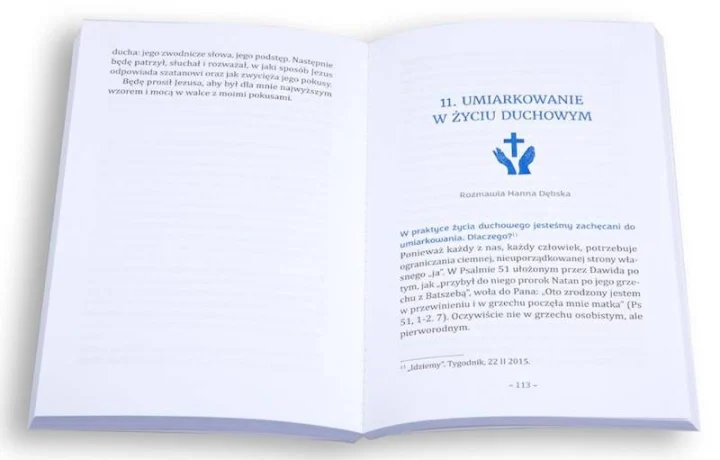 ducha: jego zwodnicze słowa, jego podstęp. Następnie
będę patrzył, słuchał i rozważał, w jaki sposób Jezus
odpowiada szatanowi oraz jak zwycięża jego pokusy.
Będę prosił Jezusa, aby był dla mnie najwyższym
wzorem i mocą w walce z moimi pokusami.
11. UMIARKOWANIE
W ŻYCIU DUCHOWYM
Rozmawia Hanna Dębska
W praktyce życia duchowego jesteśmy zachęcani do
umiarkowania. Dlaczego?¹¹
Ponieważ każdy z nas, każdy człowiek, potrzebuje
ograniczania ciemnej, nieuporządkowanej strony wła-
snego „ja”. W Psalmie 51 ułożonym przez Dawida po
tym, jak „przybył do niego prorok Natan po jego grze-
chu z Batszebą”, woła do Pana: „Oto zrodzony jestem
w przewinieniu i w grzechu poczęła mnie matka” (Ps
51, 1-2. 7). Oczywiście nie w grzechu osobistym, ale
pierworodnym.
¹¹ „Idziemy”. Tygodnik, 22 II 2015.
– 113 –